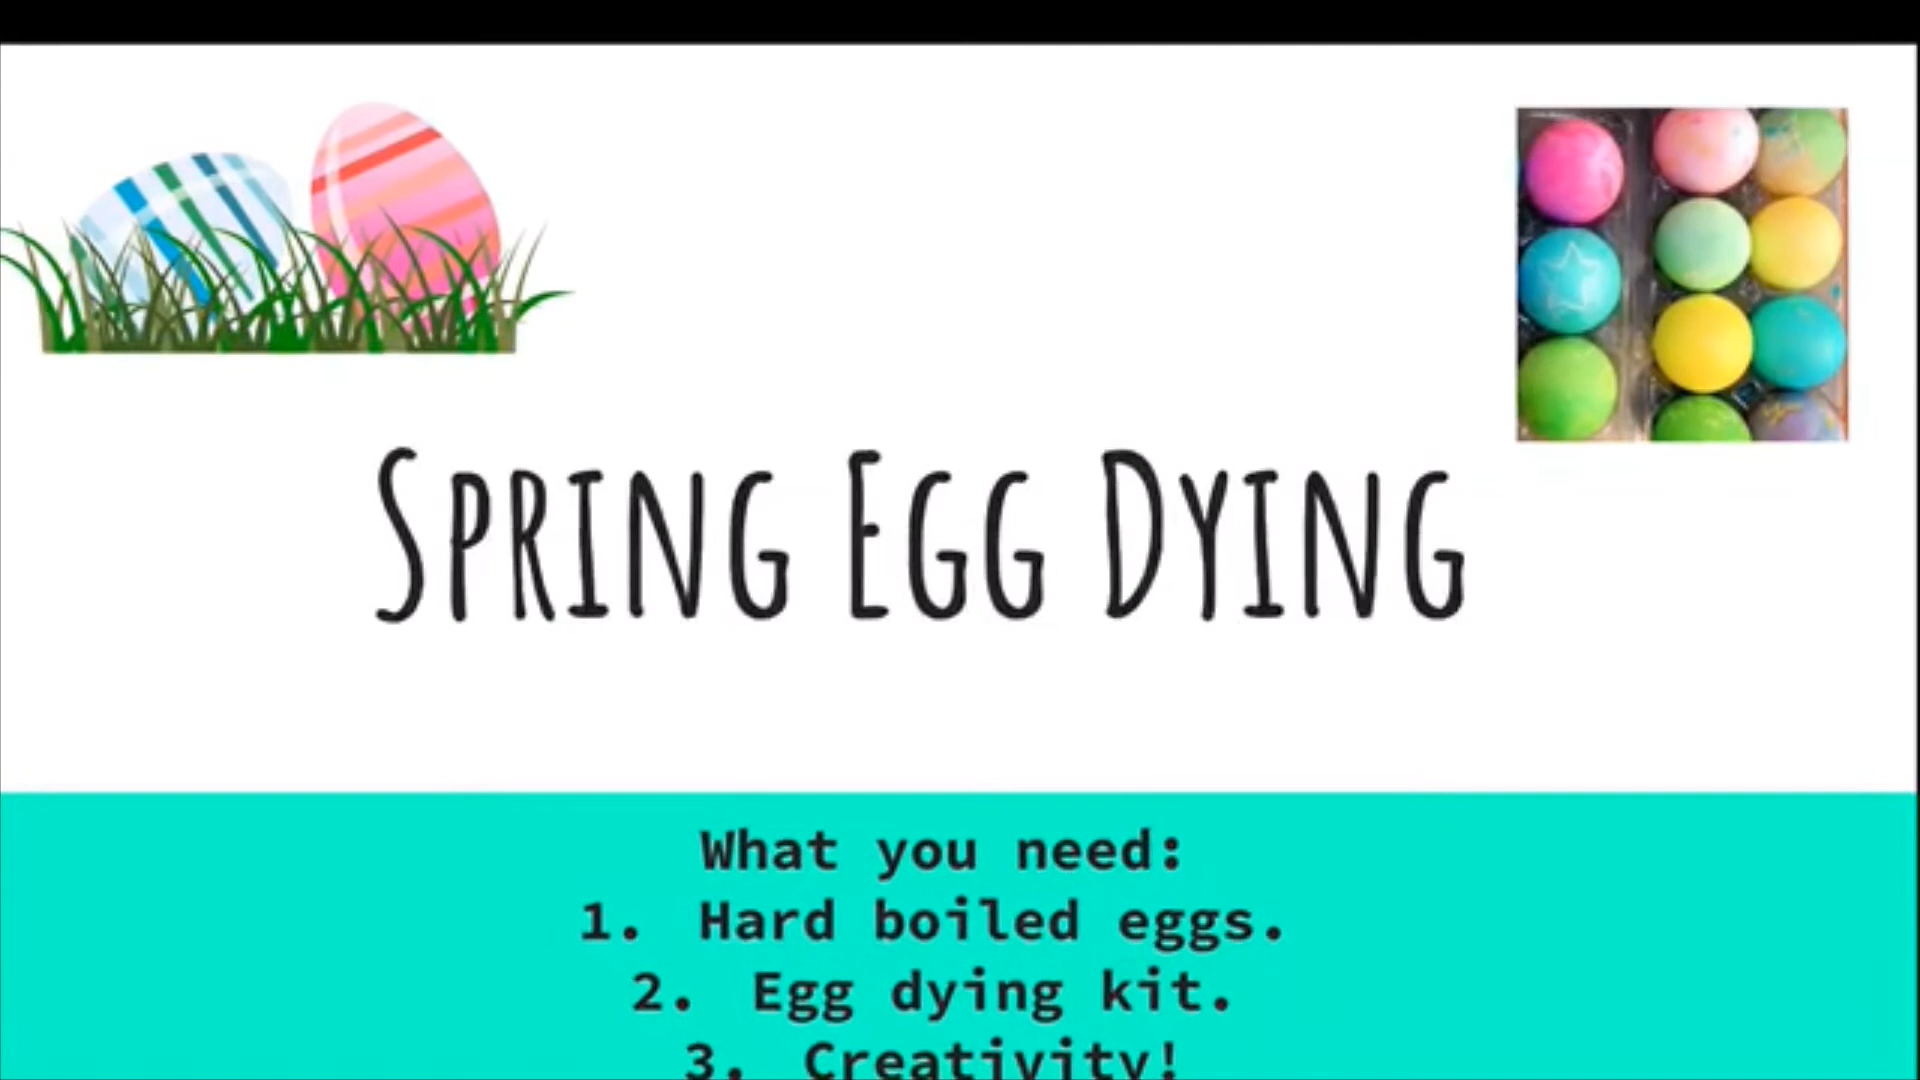 Spring Egg Dying
What you need:
1. Hard boiled eggs.
2. Egg dying kit.
3. Creativity!